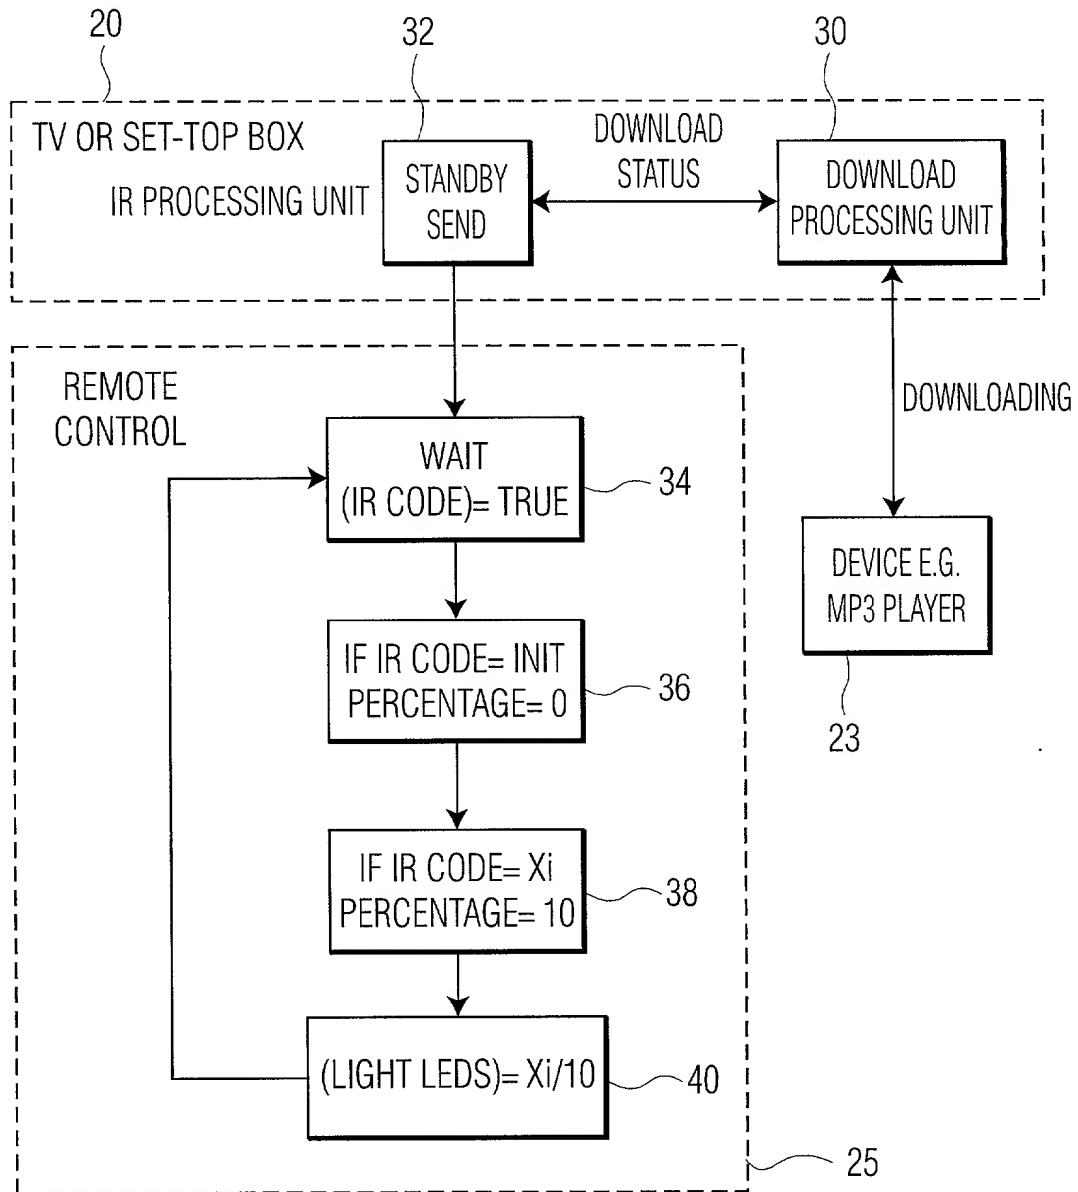 20
32
30
TV OR SET-TOP BOX
IR PROCESSING UNIT
STANDBY
SEND
DOWNLOAD
STATUS
DOWNLOAD
PROCESSING UNIT
REMOTE
CONTROL
DOWNLOADING
WAIT
(IR CODE)= TRUE
34
DEVICE E.G.
MP3 PLAYER
23
IF IR CODE= INIT
PERCENTAGE= 0
36
IF IR CODE= Xi
PERCENTAGE= 10
38
(LIGHT LEDS)= Xi/10
40
25